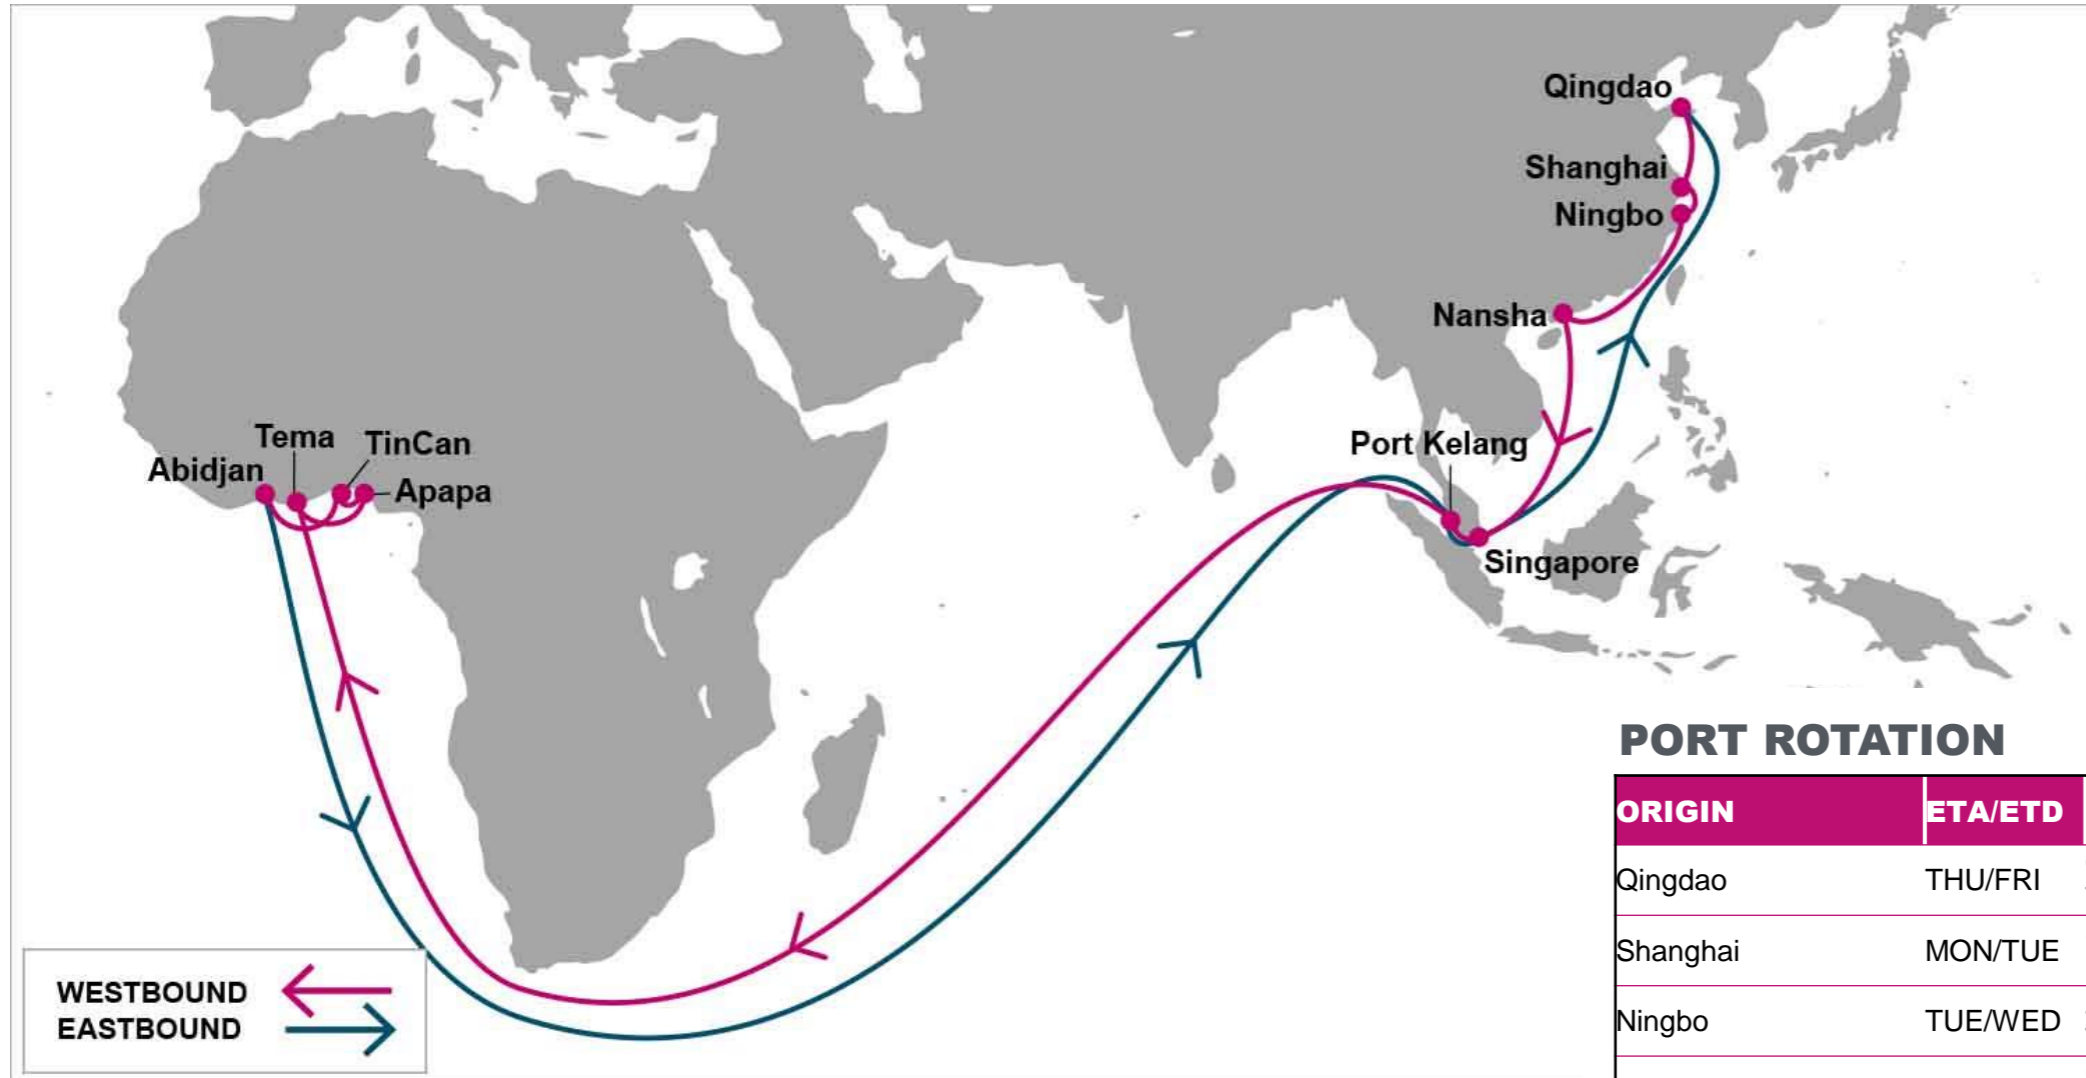 Qingdao
Shanghai
Ningbo
Nansha
Port Kelang
Singapore
Tema
TinCan
Abidjan
Apapa
WESTBOUND
EASTBOUND
PORT ROTATION
ORIGIN ETA/ETD
Qingdao THU/FRI
Shanghai MON/TUE
Ningbo TUE/WED